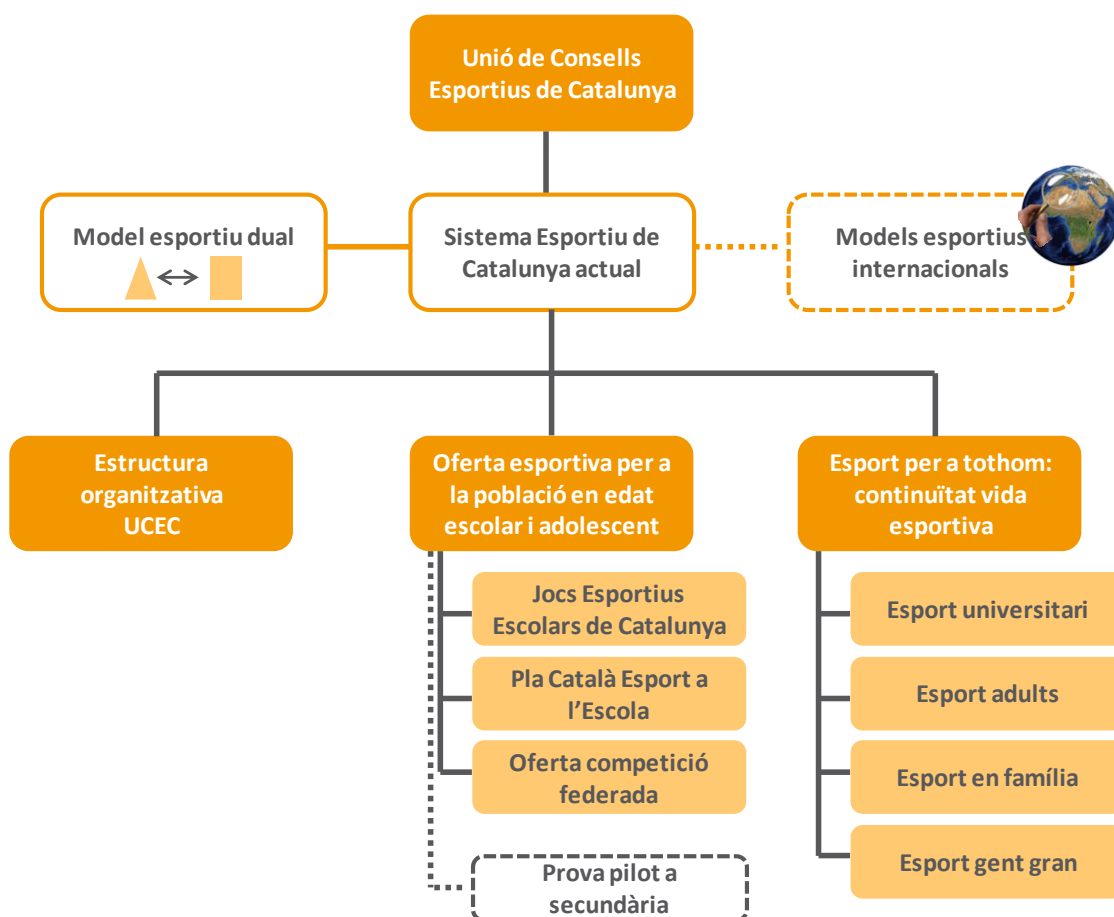 Unió de Consells
Esportius de Catalunya
Model esportiu dual
Sistema Esportiu de
Catalunya actual
Models esportius
internacionals
Estructura
organitzativa
UCEC
Oferta esportiva per a
la població en edat
escolar i adolescent
Jocs Esportius
Escolars de Catalunya
Pla Català Esport a
l’Escola
Oferta competició
federada
Prova pilot a
secundària
Esport per a tothom:
continuïtat vida
esportiva
Esport universitari
Esport adults
Esport en família
Esport gent gran